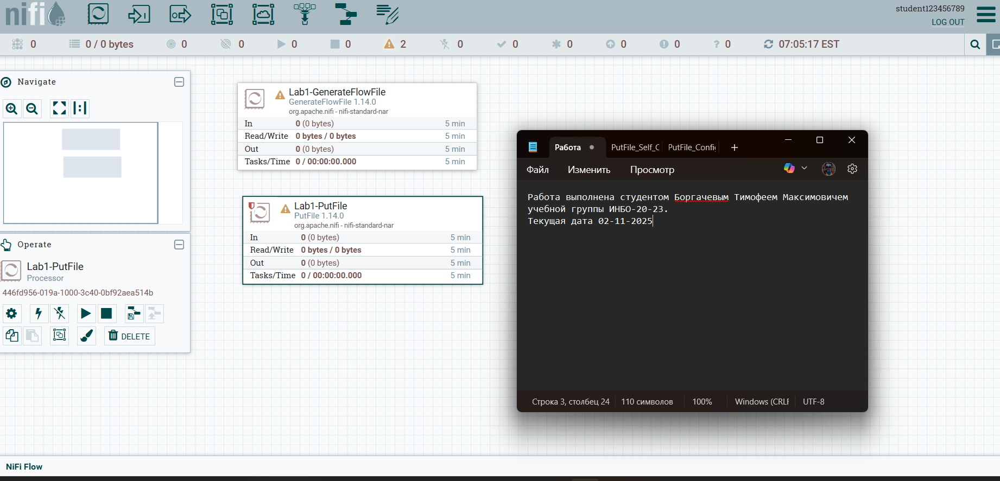 nifi
student123456789
LOG OUT
0
0 / 0 bytes
0
0
0
0
2
0
0
0
0
0
? 0
07:05:17 EST
Navigate
Operate
Lab1-PutFile
Processor
446fd956-019a-1000-3c40-0bf92aea514b
DELETE
Lab1-GenerateFlowFile
GenerateFlowFile 1.14.0
org.apache.nifi - nifi-standard-nar
In 0 (0 bytes) 5 min
Read/Write 0 bytes / 0 bytes 5 min
Out 0 (0 bytes) 5 min
Tasks/Time 0 / 00:00:00.000 5 min
Lab1-PutFile
PutFile 1.14.0
org.apache.nifi - nifi-standard-nar
In 0 (0 bytes) 5 min
Read/Write 0 bytes / 0 bytes 5 min
Out 0 (0 bytes) 5 min
Tasks/Time 0 / 00:00:00.000 5 min
Работа PutFile_Self_C PutFile_Config
Файл Изменить Просмотр
Работа выполнена студентом Боргачевым Тимофеем Максимовичем
учебной группы ИНБО-20-23.
Текущая дата 02-11-2025
Строка 3, столбец 24 110 символов 100% Windows (CRLF UTF-8
NiFi Flow